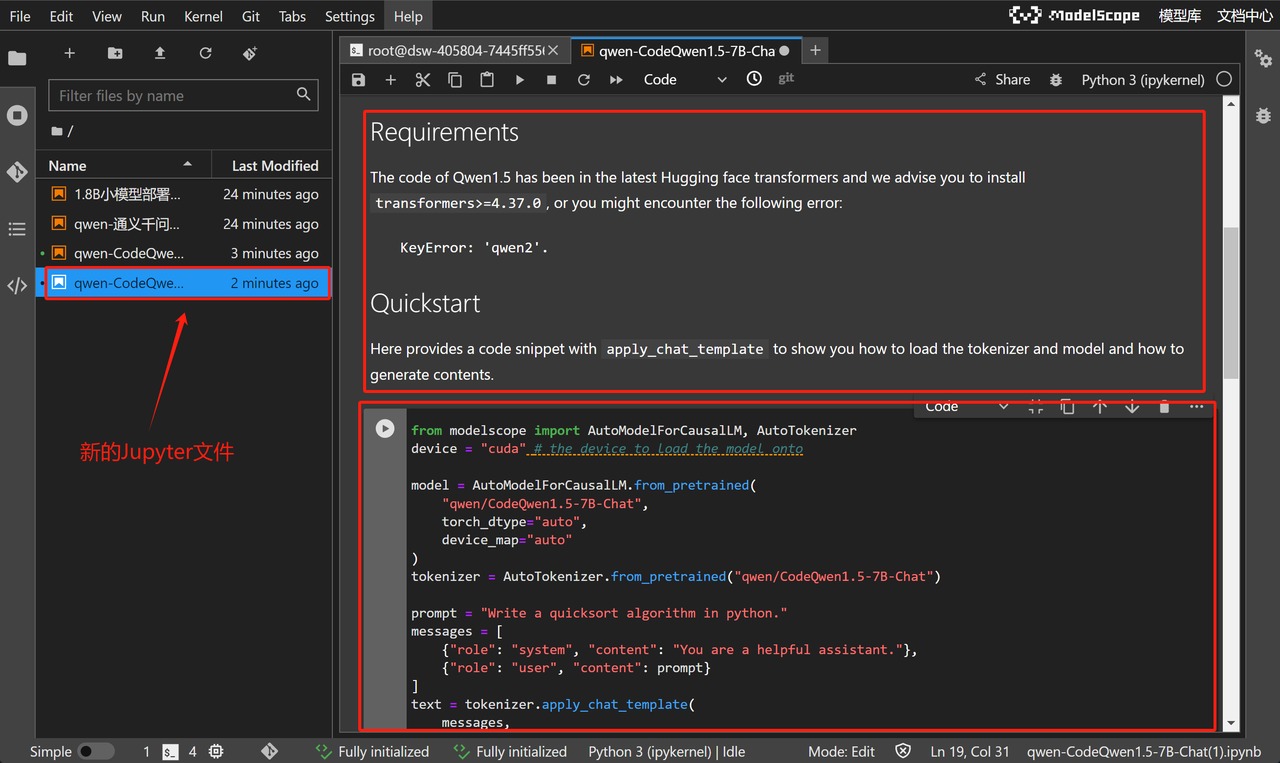 File Edit View Run Kernel Git Tabs Settings Help
ModelScope 模型库 文档中心
root@dsw-405804-7445ff55
qwen-CodeQwen1.5-7B-Cha
Code
git
Share
Python 3 (ipykernel)
Filter files by name
/
Name Last Modified
1.8B小模型部署... 24 minutes ago
qwen-通义千问... 24 minutes ago
qwen-CodeQwe... 3 minutes ago
qwen-CodeQwe... 2 minutes ago
新的Jupyter文件
Requirements
The code of Qwen1.5 has been in the latest Hugging face transformers and we advise you to install
transformers>=4.37.0 , or you might encounter the following error:
KeyError: 'qwen2'.
Quickstart
Here provides a code snippet with apply_chat_template to show you how to load the tokenizer and model and how to
generate contents.
Code
from modelscope import AutoModelForCausalLM, AutoTokenizer
device = "cuda" # the device to load the model onto
model = AutoModelForCausalLM.from_pretrained(
"qwen/CodeQwen1.5-7B-Chat",
torch_dtype="auto",
device_map="auto"
)
tokenizer = AutoTokenizer.from_pretrained("qwen/CodeQwen1.5-7B-Chat")
prompt = "Write a quicksort algorithm in python."
messages = [
{"role": "system", "content": "You are a helpful assistant."},
{"role": "user", "content": prompt}
]
text = tokenizer.apply_chat_template(
messages,
Simple 1 4 Fully initialized Fully initialized Python 3 (ipykernel) | Idle Mode: Edit Ln 19, Col 31 qwen-CodeQwen1.5-7B-Chat(1).ipynb